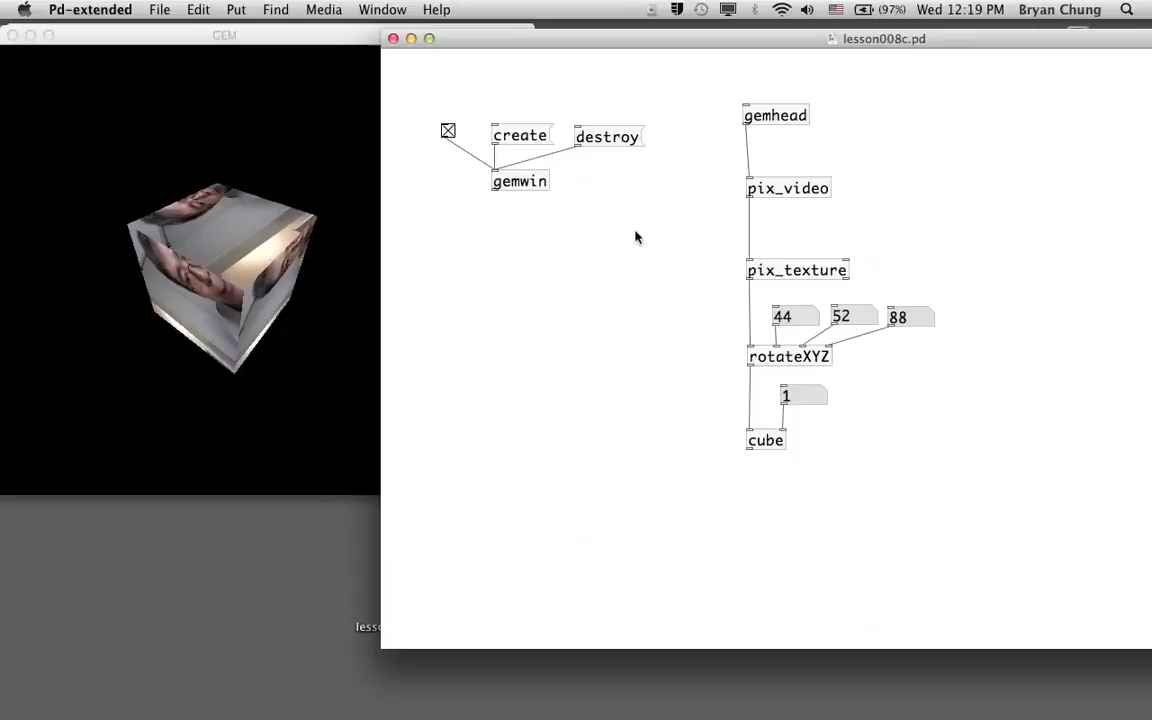 Pd-extended File Edit Put Find Media Window Help (97%) Wed 12:19 PM Bryan Chung
GEM
lesson008c.pd
create
destroy
gemwin
gemhead
pix_video
pix_texture
44 52 88
rotateXYZ
1
cube